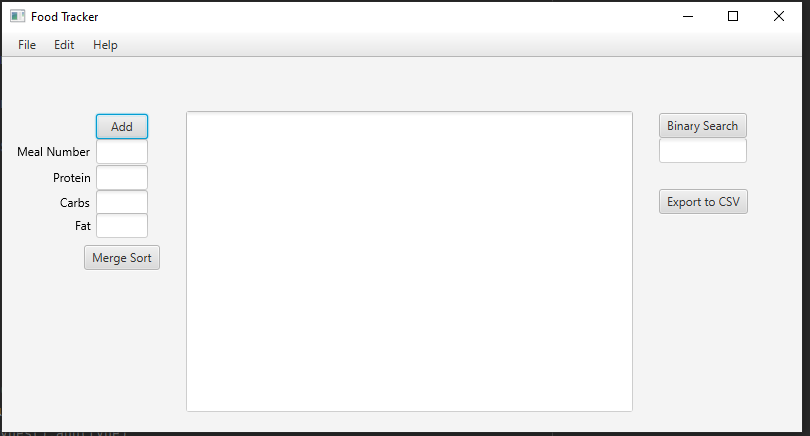 Food Tracker
File Edit Help
Add
Meal Number
Protein
Carbs
Fat
Merge Sort
Binary Search
Export to CSV